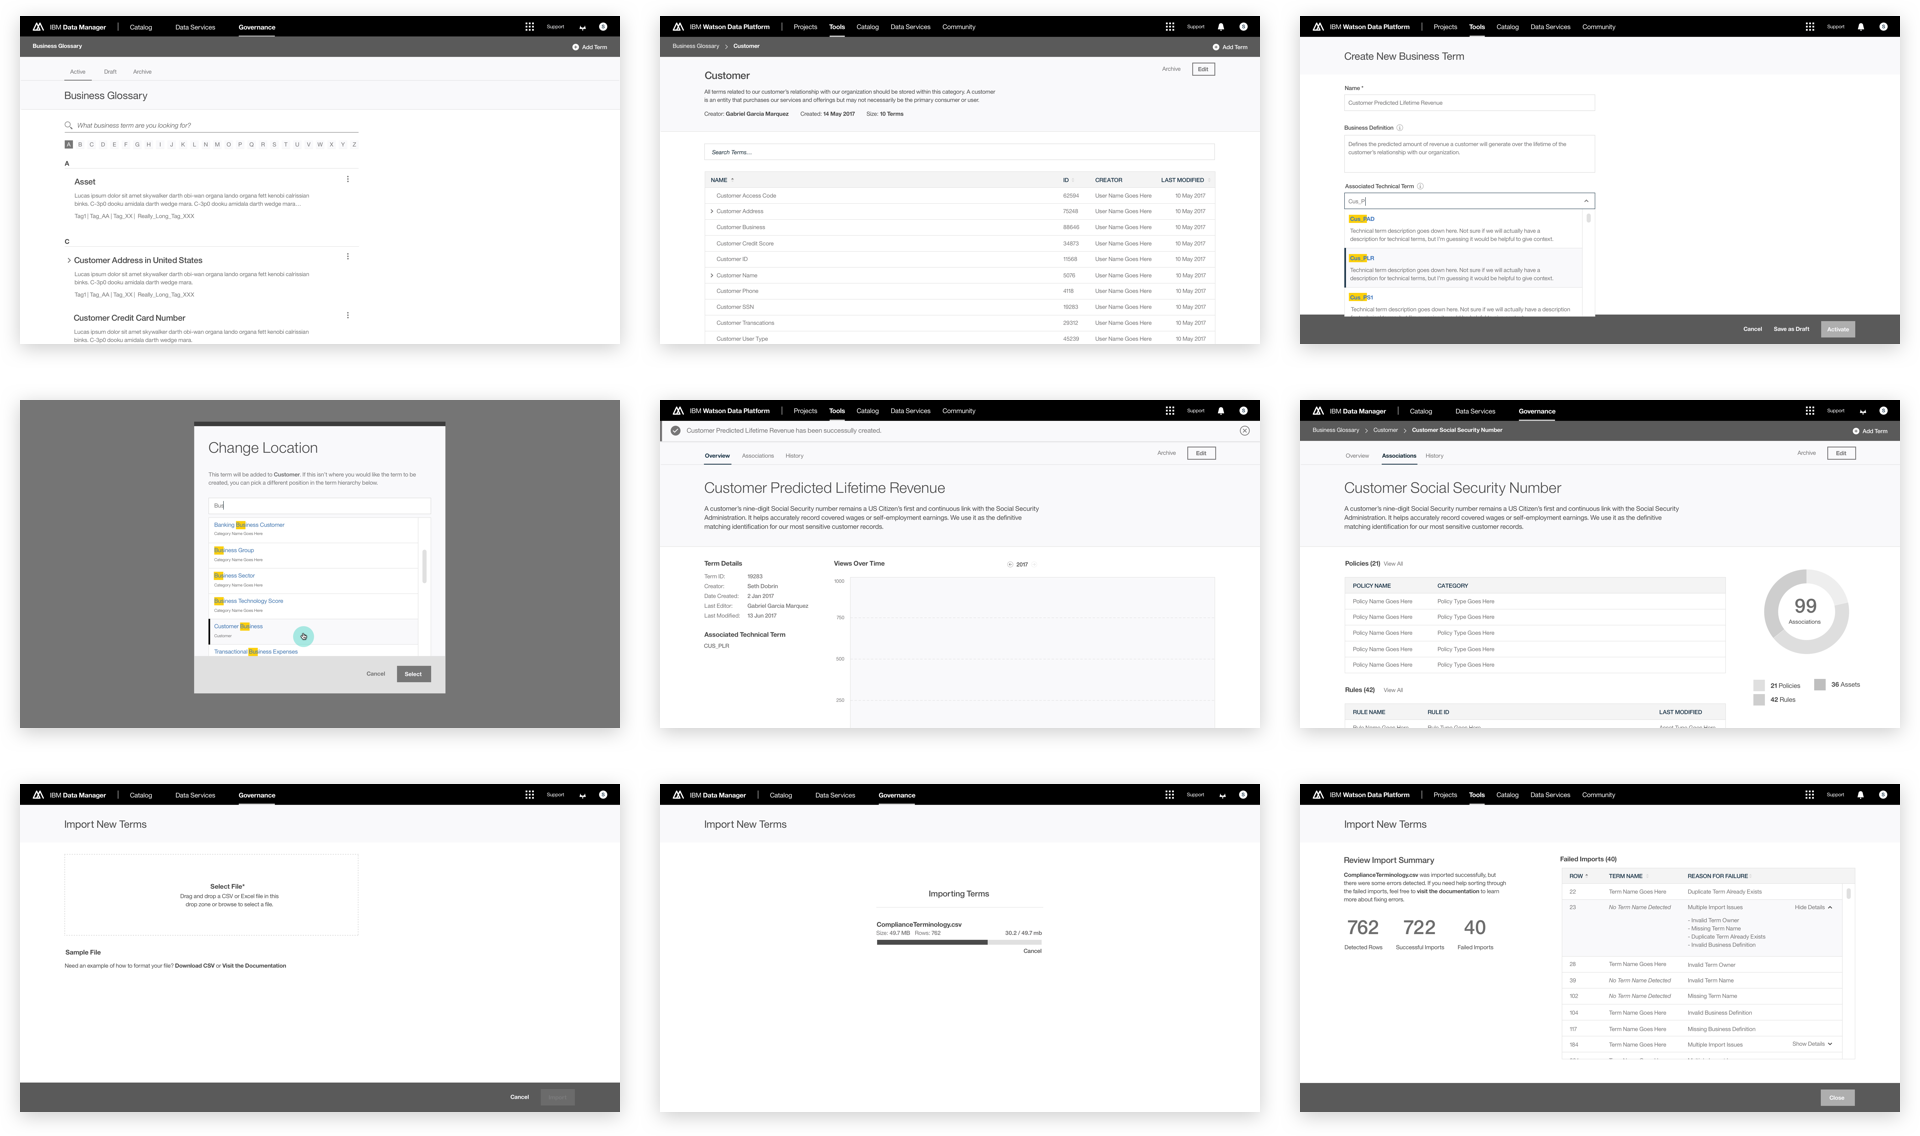 IBM Data Manager | Catalog Data Services Governance Support S
Business Glossary Add Term
Active Draft Archive
Business Glossary
What business term are you looking for?
A B C D E F G H I J K L N M O P Q R S T U V W X Y Z
A
Asset
Lucas ipsum dolor sit amet skywalker darth obi-wan organa lando organa fett kenobi calrissian
binks. C-3p0 dooku amidala darth wedge mara. C-3p0 dooku amidala darth wedge mara...
Tag1 | Tag_AA | Tag_XX | Really_Long_Tag_XXX
C
Customer Address in United States
Lucas ipsum dolor sit amet skywalker darth obi-wan organa lando organa fett kenobi calrissian
binks. C-3p0 dooku amidala darth wedge mara.
Tag1 | Tag_AA | Tag_XX | Really_Long_Tag_XXX
Customer Credit Card Number
Lucas ipsum dolor sit amet skywalker darth obi-wan organa lando organa fett kenobi calrissian
binks. C-3p0 dooku amidala darth wedge mara.
IBM Watson Data Platform | Projects Tools Catalog Data Services Community Support S
Business Glossary > Customer Add Term
Archive Edit
Customer
All terms related to our customer's relationship with our organization should be stored within this category. A customer
is an entity that purchases our services and offerings but may not necessarily be the primary consumer or user.
Creator: Gabriel Garcia Marquez Created: 14 May 2017 Size: 10 Terms
Search Terms...
NAME ID CREATOR LAST MODIFIED
Customer Access Code 62594 User Name Goes Here 10 May 2017
Customer Address 75248 User Name Goes Here 10 May 2017
Customer Business 88646 User Name Goes Here 10 May 2017
Customer Credit Score 34873 User Name Goes Here 10 May 2017
Customer ID 11568 User Name Goes Here 10 May 2017
Customer Name 5076 User Name Goes Here 10 May 2017
Customer Phone 4118 User Name Goes Here 10 May 2017
Customer SSN 19283 User Name Goes Here 10 May 2017
Customer Transcations 29312 User Name Goes Here 10 May 2017
Customer User Type 45239 User Name Goes Here 10 May 2017
IBM Watson Data Platform | Projects Tools Catalog Data Services Community Support S
Create New Business Term
Name *
Customer Predicted Lifetime Revenue
Business Definition
Defines the predicted amount of revenue a customer will generate over the lifetime of the
customer's relationship with our organization.
Associated Technical Term
Cus_P
Cus_PAD
Technical term description goes down here. Not sure if we will actually have a
description for technical terms, but I'm guessing it would be helpful to give context.
Cus_PLR
Technical term description goes down here. Not sure if we will actually have a
description for technical terms, but I'm guessing it would be helpful to give context.
Cus_PS1
Technical term description goes down here. Not sure if we will actually have a description
Cancel Save as Draft Activate
Change Location
This term will be added to Customer. If this isn't where you would like the term to be
created, you can pick a different position in the term hierarchy below.
Bus
Banking Business Customer
Category Name Goes Here
Business Group
Category Name Goes Here
Business Sector
Category Name Goes Here
Business Technology Score
Category Name Goes Here
Customer Business
Customer
Transactional Business Expenses
Cancel Select
IBM Watson Data Platform | Projects Tools Catalog Data Services Community Support S
Customer Predicted Lifetime Revenue has been successully created.
Overview Associations History Archive Edit
Customer Predicted Lifetime Revenue
A customer's nine-digit Social Security number remains a US Citizen's first and continuous link with the Social Security
Administration. It helps accurately record covered wages or self-employment earnings. We use it as the definitive
matching identification for our most sensitive customer records.
Term Details
Term ID: 19283
Creator: Seth Dobrin
Date Created: 2 Jan 2017
Last Editor: Gabriel Garcia Marquez
Last Modified: 13 Jun 2017
Associated Technical Term
CUS_PLR
Views Over Time 2017
1000
750
500
250
IBM Data Manager | Catalog Data Services Governance Support S
Business Glossary > Customer > Customer Social Security Number Add Term
Overview Associations History Archive Edit
Customer Social Security Number
A customer's nine-digit Social Security number remains a US Citizen's first and continuous link with the Social Security
Administration. It helps accurately record covered wages or self-employment earnings. We use it as the definitive
matching identification for our most sensitive customer records.
Policies (21) View All
POLICY NAME CATEGORY
Policy Name Goes Here Policy Type Goes Here
Policy Name Goes Here Policy Type Goes Here
Policy Name Goes Here Policy Type Goes Here
Policy Name Goes Here Policy Type Goes Here
Policy Name Goes Here Policy Type Goes Here
Rules (42) View All
RULE NAME RULE ID LAST MODIFIED
99
Associations
21 Policies 36 Assets
42 Rules
IBM Data Manager | Catalog Data Services Governance Support S
Import New Terms
Select File*
Drag and drop a CSV or Excel file in this
drop zone or browse to select a file.
Sample File
Need an example of how to format your file? Download CSV or Visit the Documentation
Cancel
IBM Data Manager | Catalog Data Services Governance Support S
Import New Terms
Importing Terms
ComplianceTerminology.csv
Size: 49.7 MB Rows: 762 30.2 / 49.7 mb
Cancel
IBM Watson Data Platform | Projects Tools Catalog Data Services Community Support S
Import New Terms
Review Import Summary
ComplianceTerminology.csv was imported successfully, but
there were some errors detected. If you need help sorting through
the failed imports, feel free to visit the documentation to learn
more about fixing errors.
762 722 40
Detected Rows Successful Imports Failed Imports
Failed Imports (40)
ROW TERM NAME REASON FOR FAILURE
22 Term Name Goes Here Duplicate Term Already Exists
23 No Term Name Detected Multiple Import Issues Hide Details
- Invalid Term Owner
- Missing Term Name
- Duplicate Term Already Exists
- Invalid Business Definition
28 Term Name Goes Here Invalid Term Owner
39 No Term Name Detected Invalid Term Name
102 No Term Name Detected Missing Term Name
104 Term Name Goes Here Invalid Business Definition
117 Term Name Goes Here Missing Business Definition
184 Term Name Goes Here Multiple Import Issues Show Details
Close